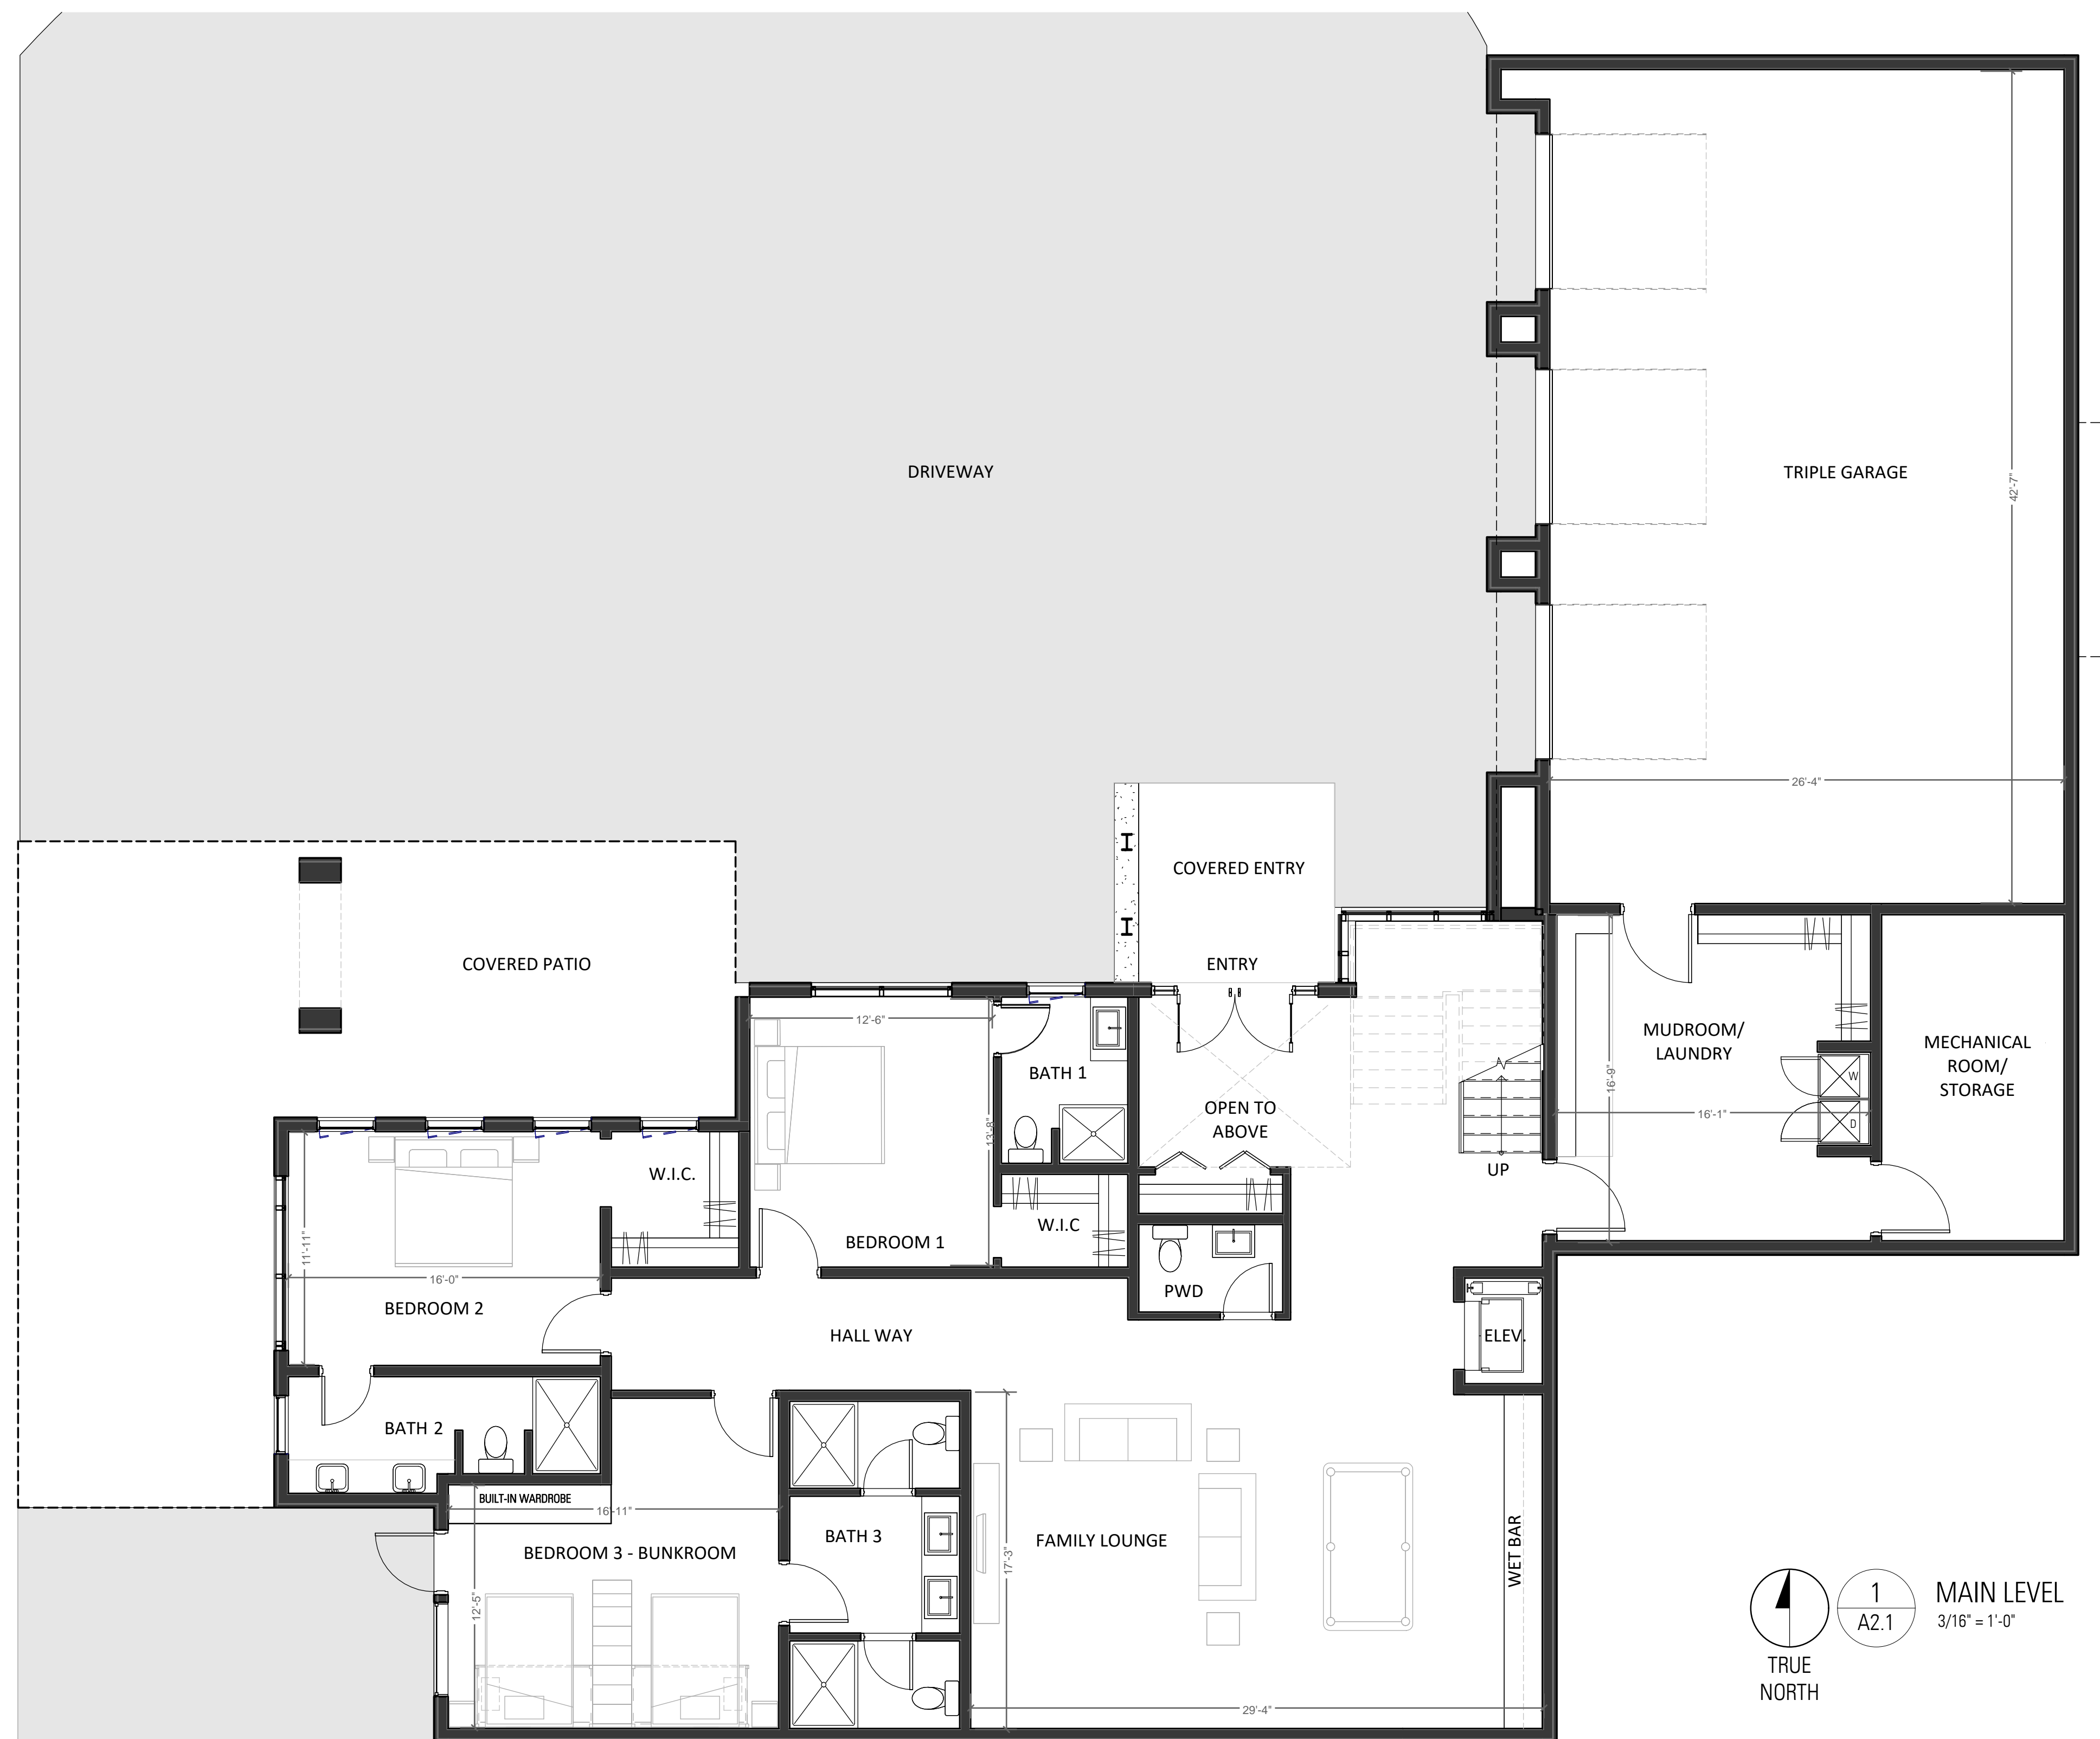 DRIVEWAY
TRIPLE GARAGE
42'-7"
26'-4"
COVERED ENTRY
ENTRY
COVERED PATIO
12'-6"
MUDROOM/
LAUNDRY
MECHANICAL
ROOM/
STORAGE
BATH 1
W
16'-9"
OPEN TO
ABOVE
16'-1"
D
13'-8"
UP
W.I.C.
W.I.C
BEDROOM 1
11'-11"
16'-0"
PWD
BEDROOM 2
HALL WAY
ELEV.
BATH 2
BUILT-IN WARDROBE
16'-11"
BATH 3
FAMILY LOUNGE
WET BAR
BEDROOM 3 - BUNKROOM
17'-3"
12'-5"
29'-4"
1
A2.1
MAIN LEVEL
3/16" = 1'-0"
TRUE
NORTH